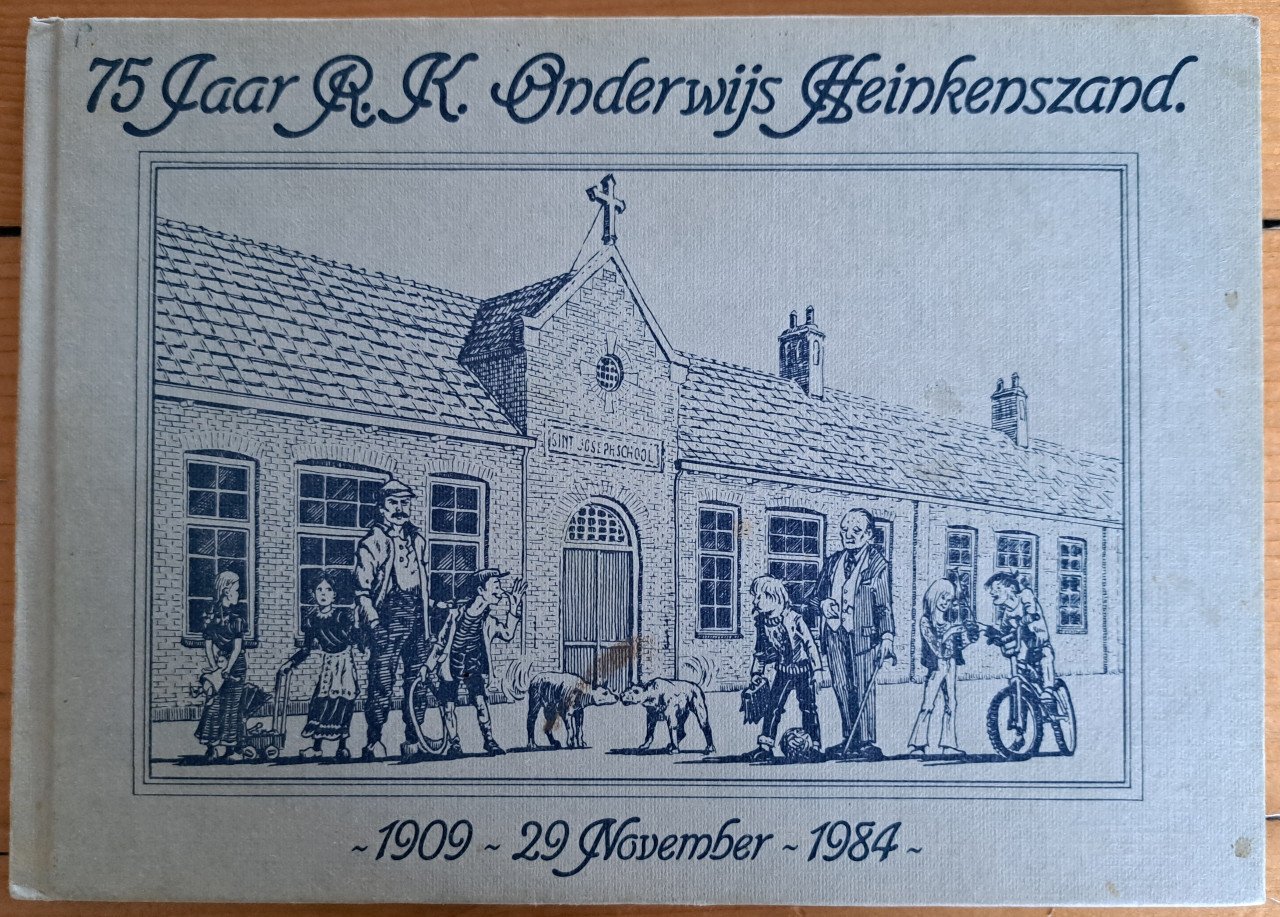 75 Jaar R.K. Onderwijs Heinkenszand.
SINT JOSEPHSCHOOL
~ 1909 ~ 29 November ~ 1984 ~